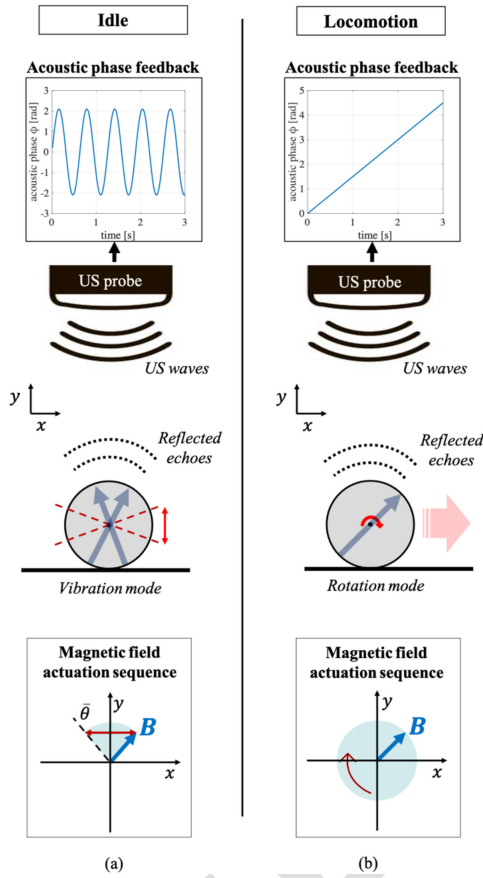 Idle
Acoustic phase feedback
acoustic phase ϕ [rad]
3
2
1
0
-1
-2
-3
0
1
2
3
time [s]
US probe
US waves
y
x
Reflected
echoes
Vibration mode
Magnetic field
actuation sequence
θ̄
y
B
x
(a)
Locomotion
Acoustic phase feedback
acoustic phase ϕ [rad]
5
4
3
2
1
0
0
1
2
3
time [s]
US probe
US waves
y
x
Reflected
echoes
Rotation mode
Magnetic field
actuation sequence
y
B
x
(b)